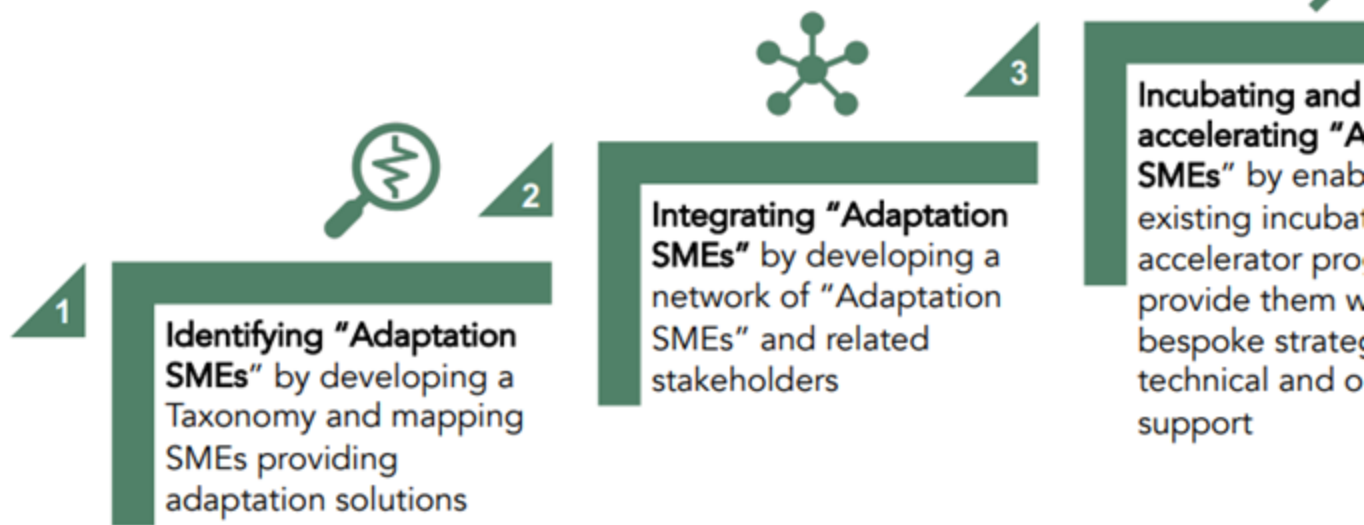 1
Identifying “Adaptation
SMEs” by developing a
Taxonomy and mapping
SMEs providing
adaptation solutions
2
Integrating “Adaptation
SMEs” by developing a
network of “Adaptation
SMEs” and related
stakeholders
3
Incubating and
accelerating
SMEs” by
existing
accelerator
provide them
bespoke
technical and
support